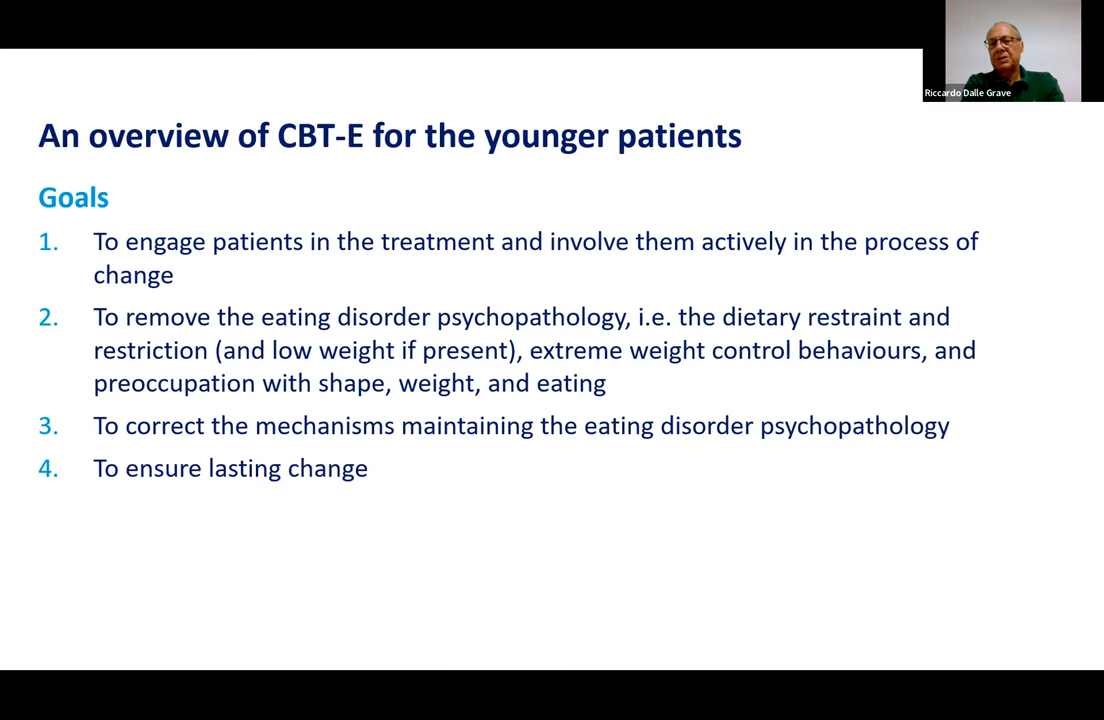 Riccardo Dalle Grave
An overview of CBT-E for the younger patients
Goals
1. To engage patients in the treatment and involve them actively in the process of
change
2. To remove the eating disorder psychopathology, i.e. the dietary restraint and
restriction (and low weight if present), extreme weight control behaviours, and
preoccupation with shape, weight, and eating
3. To correct the mechanisms maintaining the eating disorder psychopathology
4. To ensure lasting change